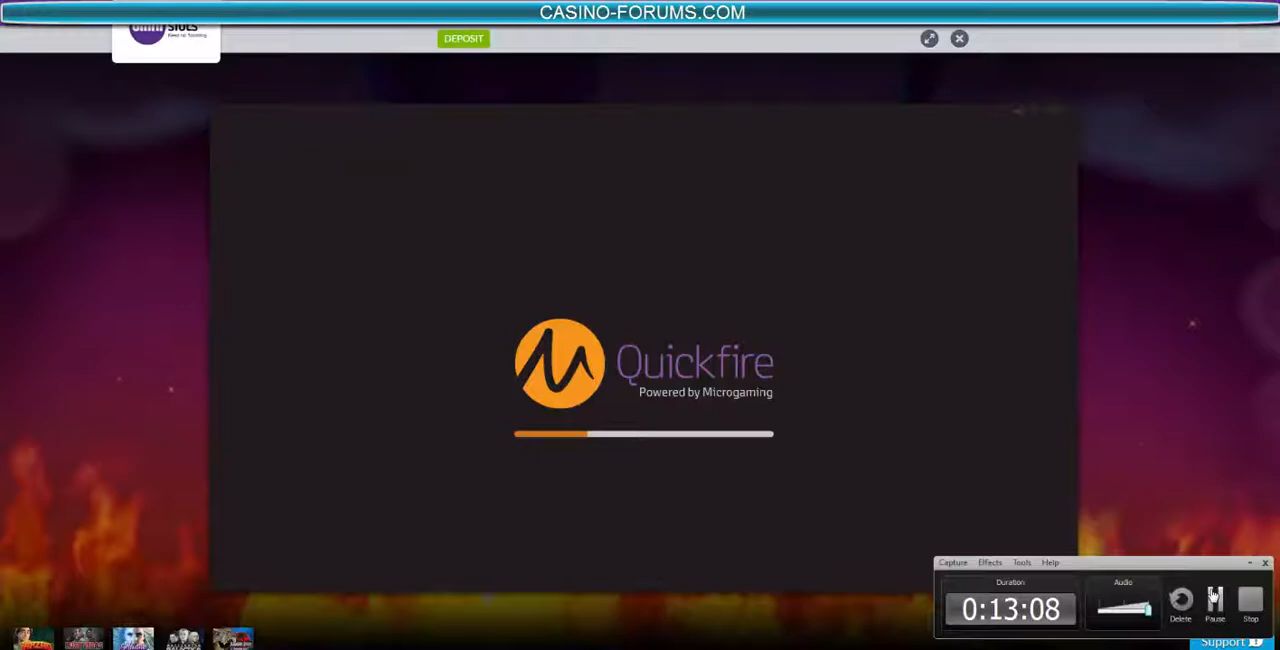 CASINO-FORUMS.COM
DEPOSIT
Quickfire
Powered by Microgaming
Capture Effects Tools Help
Duration
Audio
0:13:08
Delete
Pause
Stop
Support